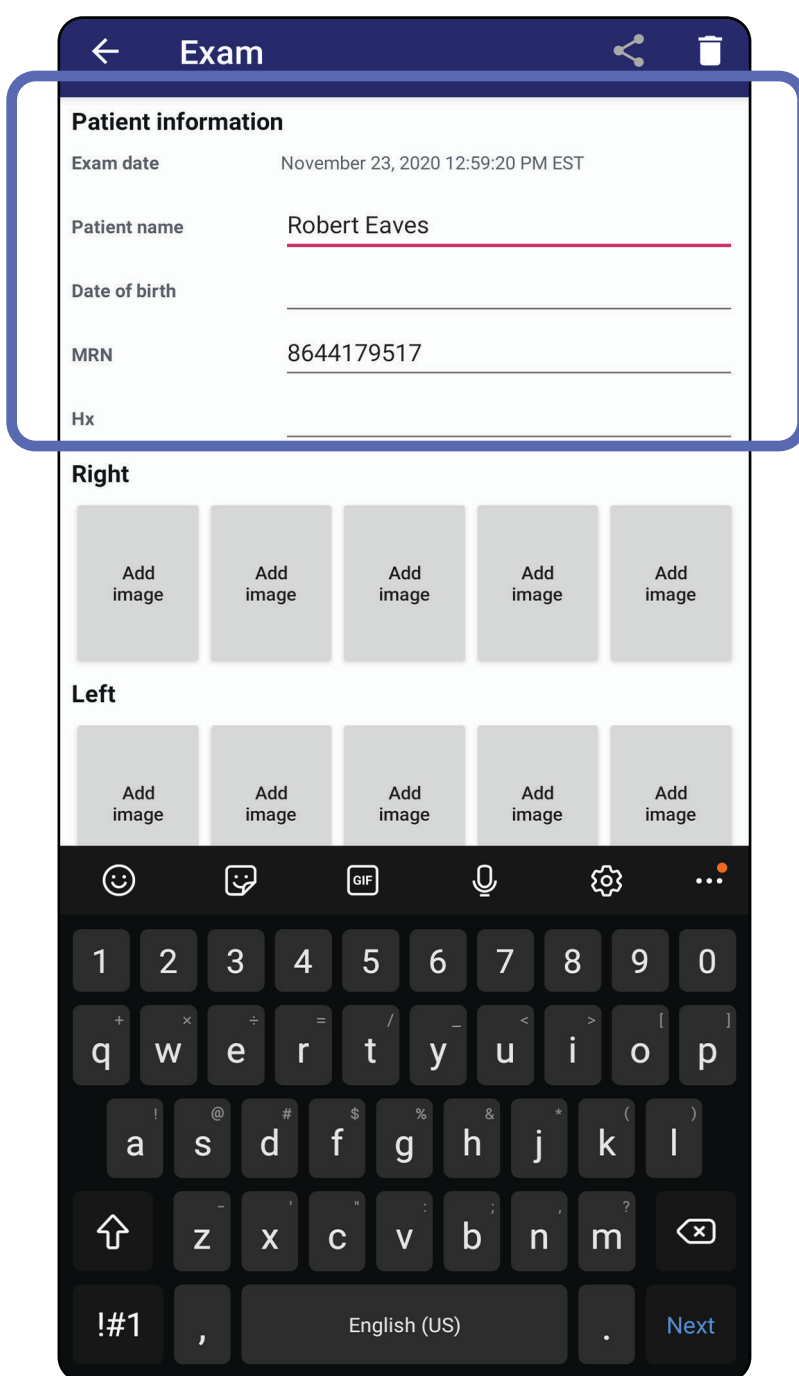 Exam
Patient information
Exam date November 23, 2020 12:59:20 PM EST
Patient name Robert Eaves
Date of birth
MRN 8644179517
Hx
Right
Add image Add image Add image Add image Add image
Left
Add image Add image Add image Add image Add image
GIF
1 2 3 4 5 6 7 8 9 0
+ × ÷ = / _ < > [ ]
q w e r t y u i o p
! @ # $ % & * ( )
a s d f g h j k l
- ' " : ; , ?
z x c v b n m
!#1 , English (US) . Next